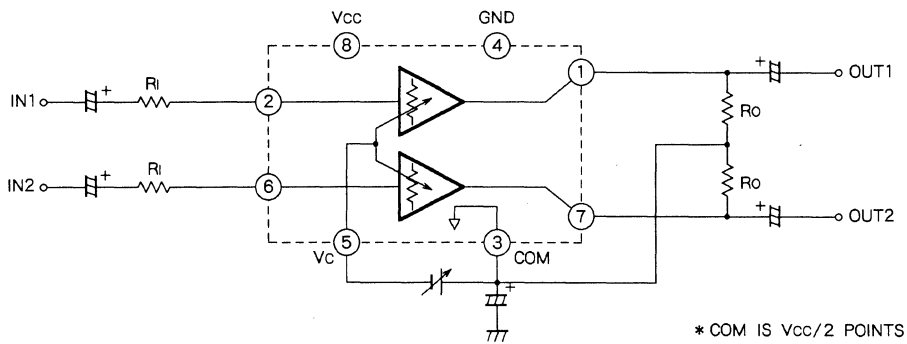 VCC GND
8 4
1 OUT1
IN1 RI 2
RO
IN2 RI 6
RO
7 OUT2
5 3
VC COM
* COM IS VCC/2 POINTS